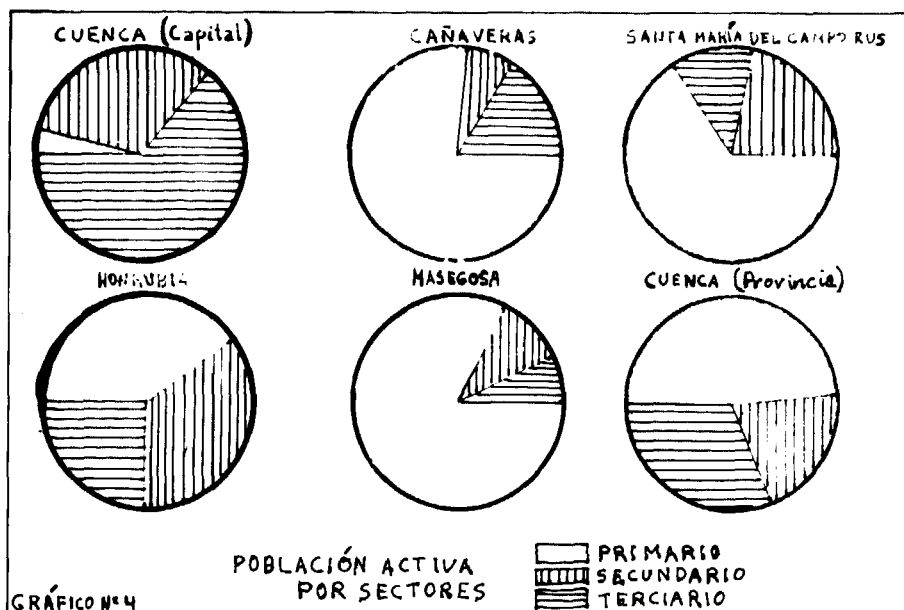 CUENCA (Capital)
CAÑAVERAS
SANTA MARÍA DEL CAMPO RUS
HONRUBIA
MASEGOSA
CUENCA (Provincia)
POBLACIÓN ACTIVA
POR SECTORES
PRIMARIO
SECUNDARIO
TERCIARIO
GRÁFICO Nº 4